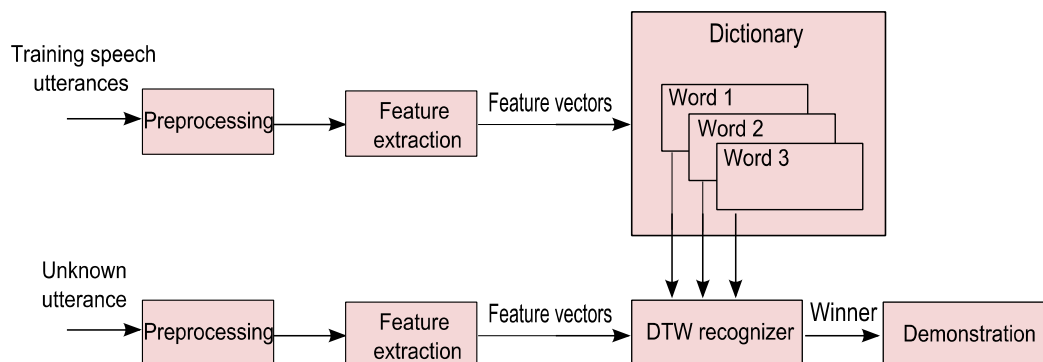 Training speech
utterances
Preprocessing
Feature
extraction
Feature vectors
Dictionary
Word 1
Word 2
Word 3
Unknown
utterance
Preprocessing
Feature
extraction
Feature vectors
DTW recognizer
Winner
Demonstration